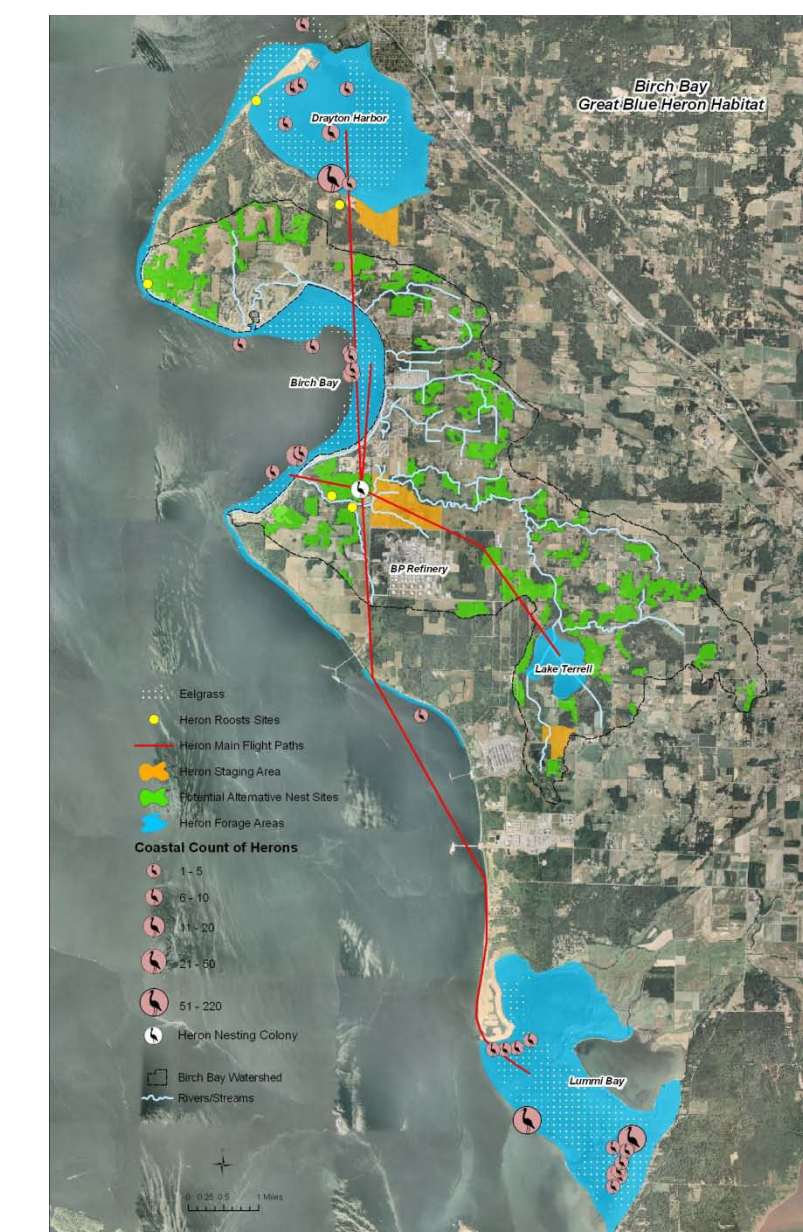 Birch Bay
Great Blue Heron Habitat
Drayton Harbor
Birch Bay
BP Refinery
Lake Terrell
Eelgrass
Heron Roosts Sites
Heron Main Flight Paths
Heron Staging Area
Potential Alternative Nest Sites
Heron Forage Areas
Coastal Count of Herons
1 - 5
6 - 10
11 - 20
21 - 50
51 - 220
Heron Nesting Colony
Lummi Bay
Birch Bay Watershed
Rivers/Streams
0 0.25 0.5 1 Miles